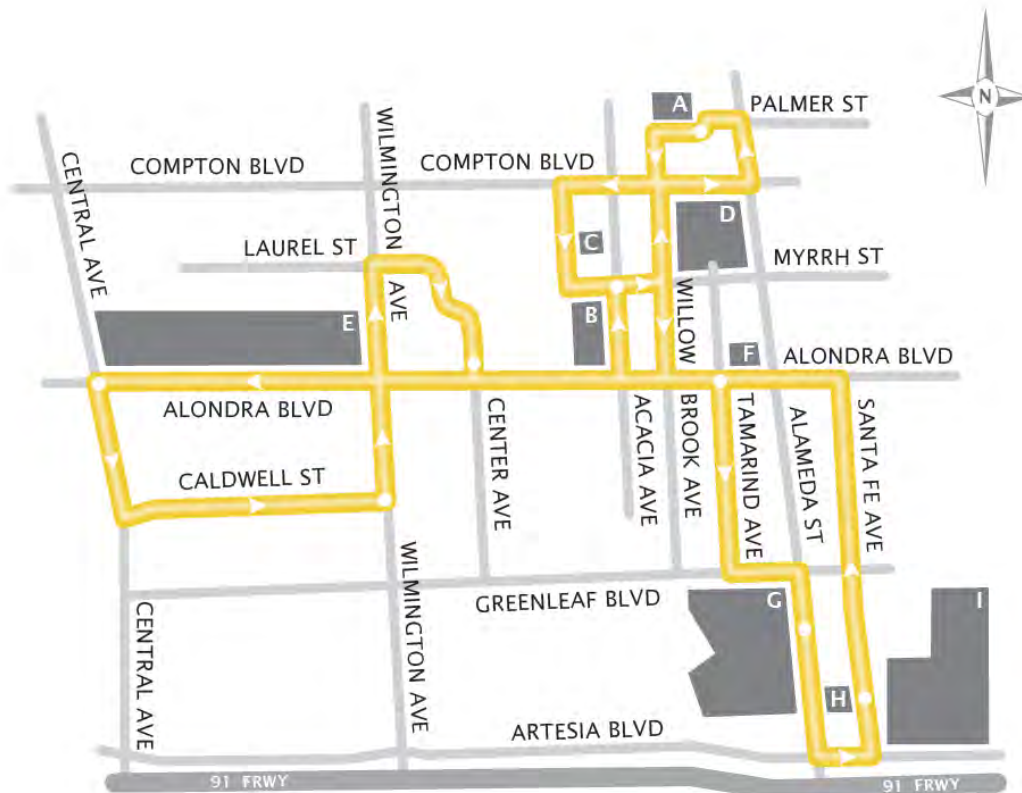 A
PALMER ST
N
WILMINGTON AVE
COMPTON BLVD
COMPTON BLVD
CENTRAL AVE
D
C
LAUREL ST
MYRRH ST
B
WILLOW
E
F
ALONDRA BLVD
ALONDRA BLVD
CENTER AVE
ACACIA AVE
BROOK AVE
TAMARIND AVE
ALAMEDA ST
SANTA FE AVE
CALDWELL ST
WILMINGTON AVE
GREENLEAF BLVD
G
I
CENTRAL AVE
H
ARTESIA BLVD
91 FRWY
91 FRWY